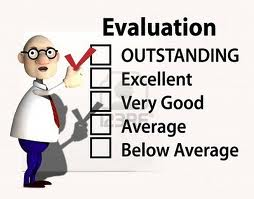 Evaluation
OUTSTANDING
Excellent
Very Good
Average
Below Average